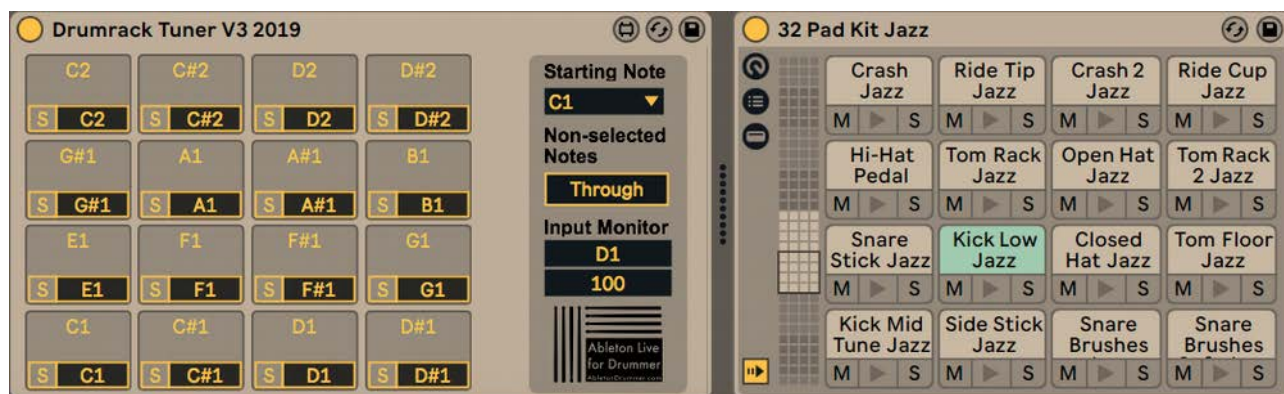 Drumrack Tuner V3 2019
C2 C#2 D2 D#2
S C2 S C#2 S D2 S D#2
G#1 A1 A#1 B1
S G#1 S A1 S A#1 S B1
E1 F1 F#1 G1
S E1 S F1 S F#1 S G1
C1 C#1 D1 D#1
S C1 S C#1 S D1 S D#1
Starting Note
C1
Non-selected
Notes
Through
Input Monitor
D1
100
Ableton Live
for Drummer
AbletonDrummer.com
32 Pad Kit Jazz
Crash Ride Tip Crash 2 Ride Cup
Jazz Jazz Jazz Jazz
M S M S M S M S
Hi-Hat Tom Rack Open Hat Tom Rack
Pedal Jazz Jazz 2 Jazz
M S M S M S M S
Snare Kick Low Closed Tom Floor
Stick Jazz Jazz Hat Jazz Jazz
M S M S M S M S
Kick Mid Side Stick Snare Snare
Tune Jazz Jazz Brushes Brushes
M S M S M S M S